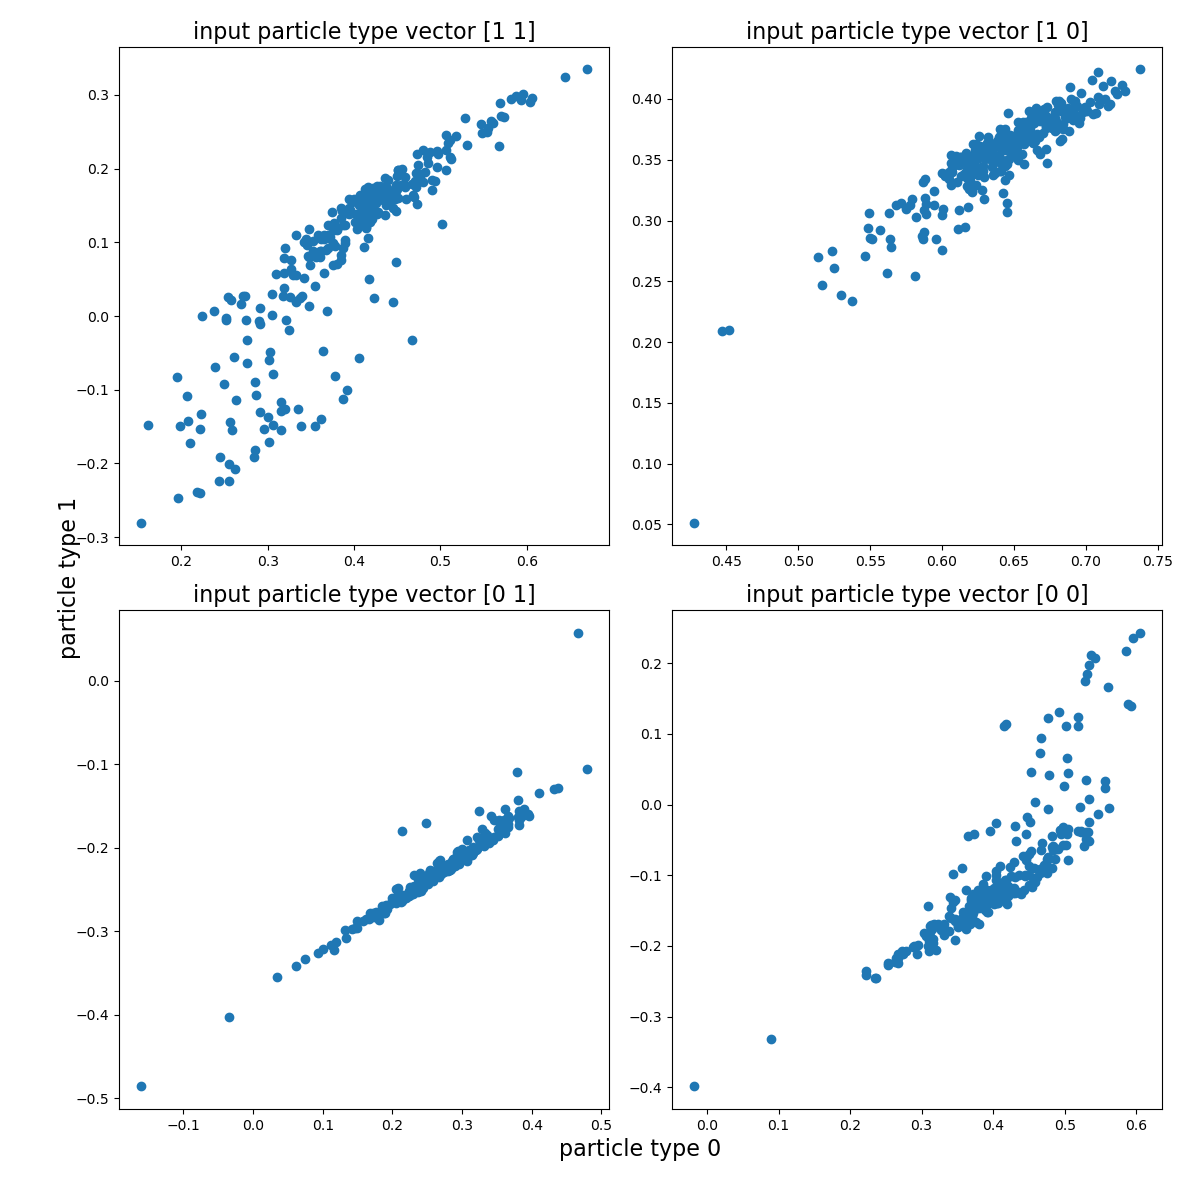 input particle type vector [1 1]
input particle type vector [1 0]
0.3
0.2
0.1
0.0
−0.1
−0.2
−0.3
0.2 0.3 0.4 0.5 0.6
0.40
0.35
0.30
0.25
0.20
0.15
0.10
0.05
0.45 0.50 0.55 0.60 0.65 0.70 0.75
particle type 1
input particle type vector [0 1]
input particle type vector [0 0]
0.0
−0.1
−0.2
−0.3
−0.4
−0.5
−0.1 0.0 0.1 0.2 0.3 0.4 0.5
0.2
0.1
0.0
−0.1
−0.2
−0.3
−0.4
0.0 0.1 0.2 0.3 0.4 0.5 0.6
particle type 0